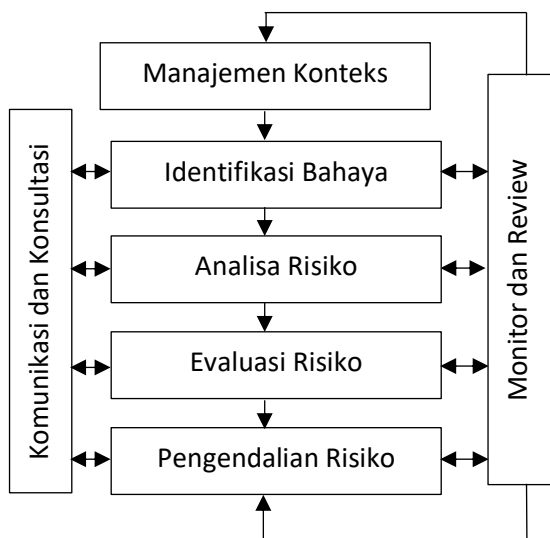 Manajemen Konteks
Komunikasi dan Konsultasi
Identifikasi Bahaya
Analisa Risiko
Evaluasi Risiko
Pengendalian Risiko
Monitor dan Review